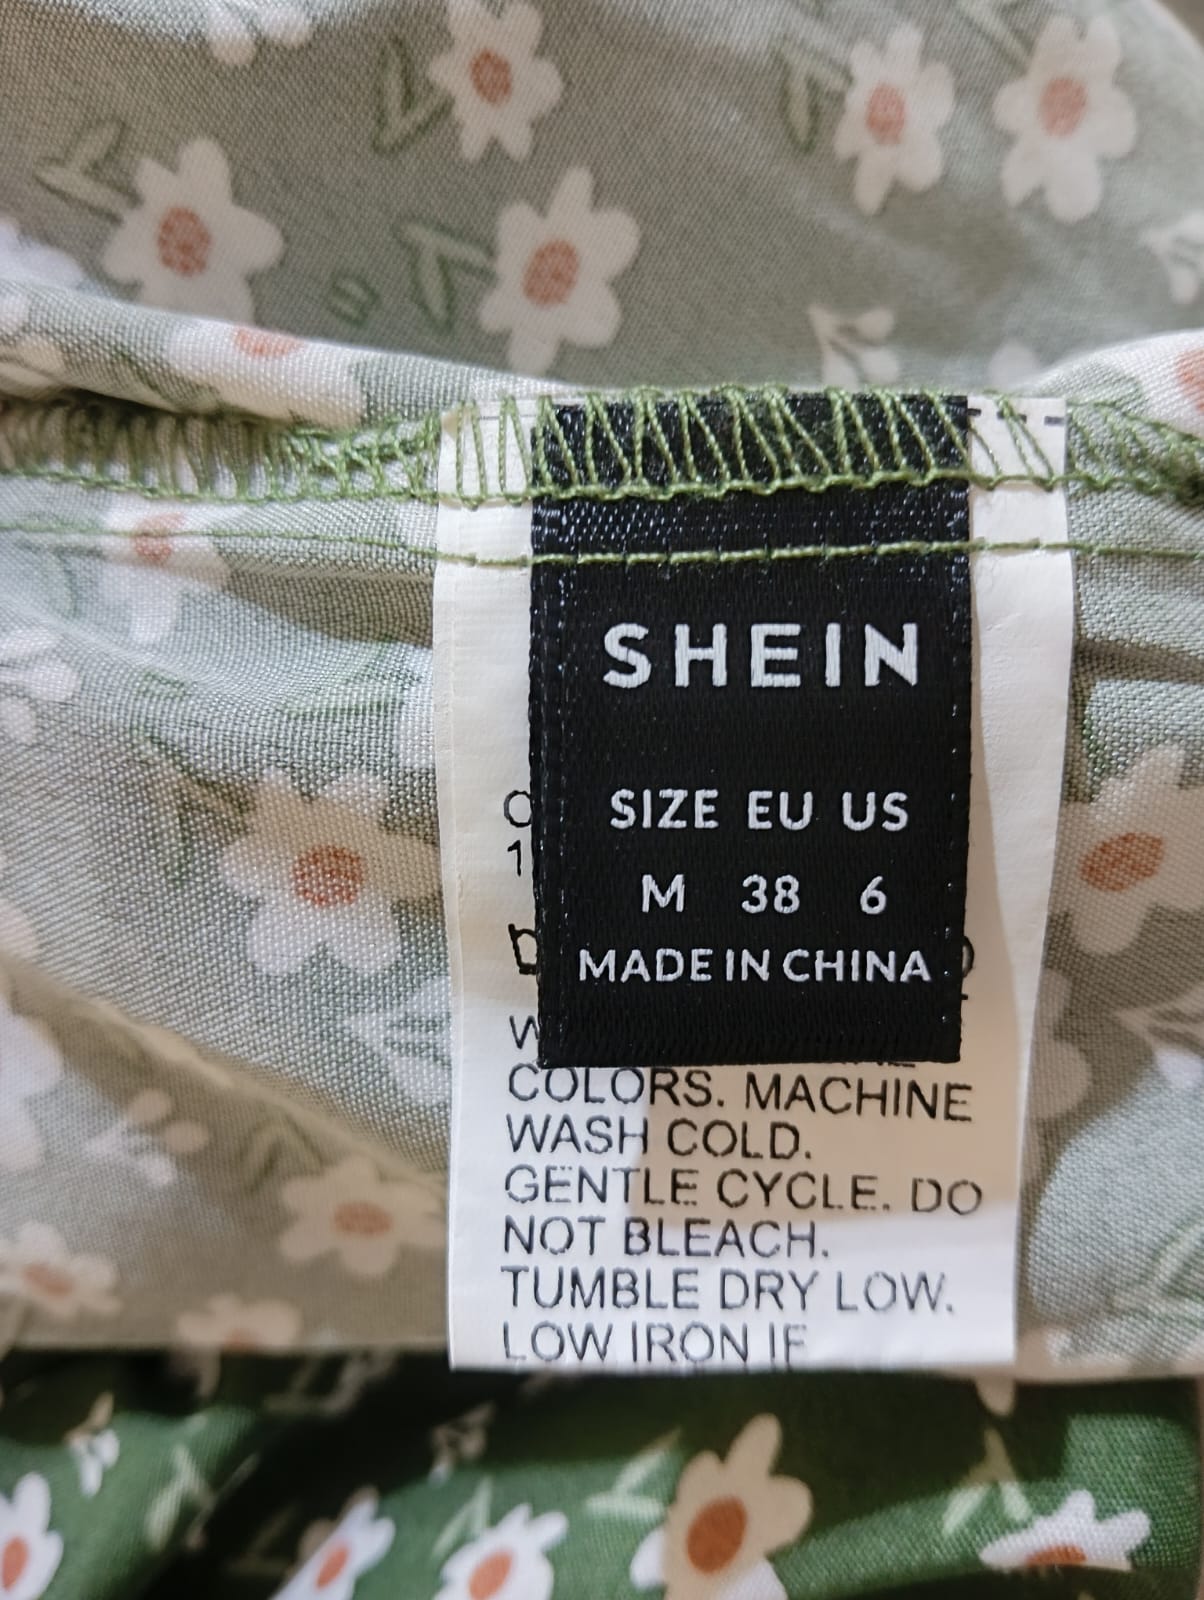 SHEIN
SIZE EU US
M 38 6
MADE IN CHINA
COLORS. MACHINE
WASH COLD.
GENTLE CYCLE. DO
NOT BLEACH.
TUMBLE DRY LOW.
LOW IRON IF